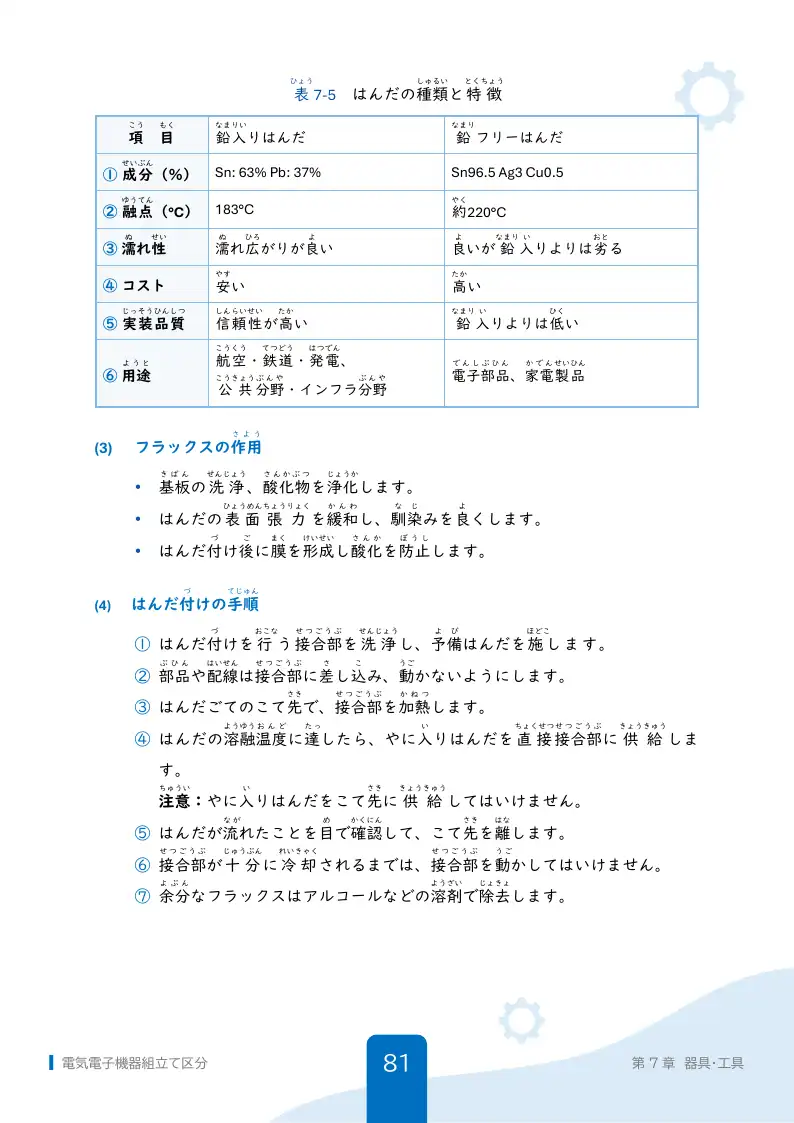 表 7-5 はんだの種類と特徴
項目 鉛入りはんだ 鉛フリーはんだ
① 成分（%） Sn: 63% Pb: 37% Sn96.5 Ag3 Cu0.5
② 融点（℃） 183℃ 約220℃
③ 濡れ性 濡れ広がりが良い 良いが鉛入りよりは劣る
④ コスト 安い 高い
⑤ 実装品質 信頼性が高い 鉛入りよりは低い
⑥ 用途 航空・鉄道・発電、
公共分野・インフラ分野 電子部品、家電製品
(3) フラックスの作用
• 基板の洗浄、酸化物を浄化します。
• はんだの表面張力を緩和し、馴染みを良くします。
• はんだ付け後に膜を形成し酸化を防止します。
(4) はんだ付けの手順
① はんだ付けを行う接合部を洗浄し、予備はんだを施します。
② 部品や配線は接合部に差し込み、動かないようにします。
③ はんだごてのこて先で、接合部を加熱します。
④ はんだの溶融温度に達したら、やに入りはんだを直接接合部に供給しま
す。
注意：やに入りはんだをこて先に供給してはいけません。
⑤ はんだが流れたことを目で確認して、こて先を離します。
⑥ 接合部が十分に冷却されるまでは、接合部を動かしてはいけません。
⑦ 余分なフラックスはアルコールなどの溶剤で除去します。
電気電子機器組立て区分 81 第 7 章 器具･工具